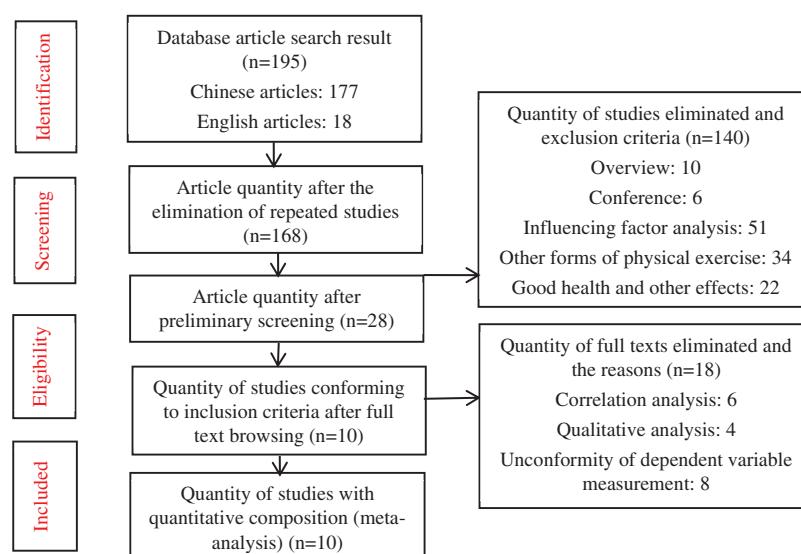 Identification
Database article search result
(n=195)
Chinese articles: 177
English articles: 18
Screening
Article quantity after the
elimination of repeated studies
(n=168)
Quantity of studies eliminated and
exclusion criteria (n=140)
Overview: 10
Conference: 6
Influencing factor analysis: 51
Other forms of physical exercise: 34
Good health and other effects: 22
Article quantity after
preliminary screening (n=28)
Eligibility
Quantity of studies conforming
to inclusion criteria after full
text browsing (n=10)
Quantity of full texts eliminated and
the reasons (n=18)
Correlation analysis: 6
Qualitative analysis: 4
Unconformity of dependent variable
measurement: 8
Included
Quantity of studies with
quantitative composition (meta-
analysis) (n=10)